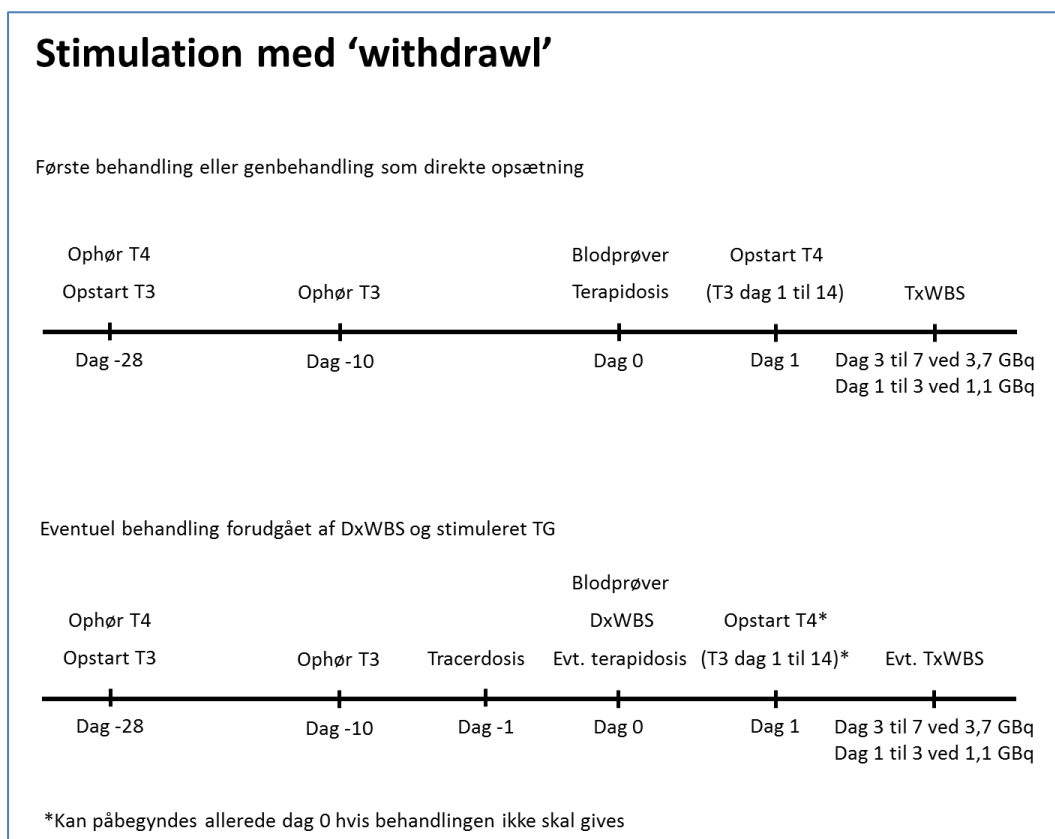 Stimulation med ‘withdrawl’
Første behandling eller genbehandling som direkte opsætning
Ophør T4
Opstart T3
Ophør T3
Blodprøver
Terapidosis
Opstart T4
(T3 dag 1 til 14)
TxWBS
Dag -28
Dag -10
Dag 0
Dag 1
Dag 3 til 7 ved 3,7 GBq
Dag 1 til 3 ved 1,1 GBq
Eventuel behandling forudgået af DxWBS og stimuleret TG
Ophør T4
Opstart T3
Ophør T3
Tracerdosis
Blodprøver
DxWBS
Evt. terapidosis
Opstart T4*
(T3 dag 1 til 14)*
Evt. TxWBS
Dag -28
Dag -10
Dag -1
Dag 0
Dag 1
Dag 3 til 7 ved 3,7 GBq
Dag 1 til 3 ved 1,1 GBq
*Kan påbegyndes allerede dag 0 hvis behandlingen ikke skal gives